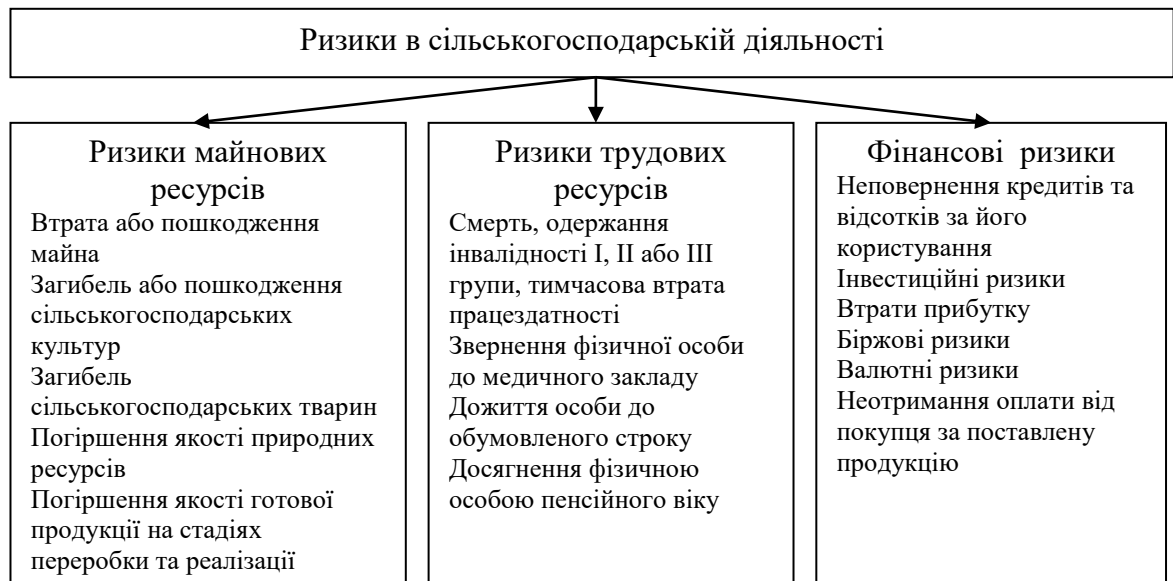 Ризики в сільськогосподарській діяльності
Ризики майнових
ресурсів
Втрата або пошкодження
майна
Загибель або пошкодження
сільськогосподарських
культур
Загибель
сільськогосподарських тварин
Погіршення якості природних
ресурсів
Погіршення якості готової
продукції на стадіях
переробки та реалізації
Ризики трудових
ресурсів
Смерть, одержання
інвалідності І, ІІ або ІІІ
групи, тимчасова втрата
працездатності
Звернення фізичної особи
до медичного закладу
Дожиття особи до
обумовленого строку
Досягнення фізичною
особою пенсійного віку
Фінансові ризики
Неповернення кредитів та
відсотків за його
користування
Інвестиційні ризики
Втрати прибутку
Біржові ризики
Валютні ризики
Неотримання оплати від
покупця за поставлену
продукцію